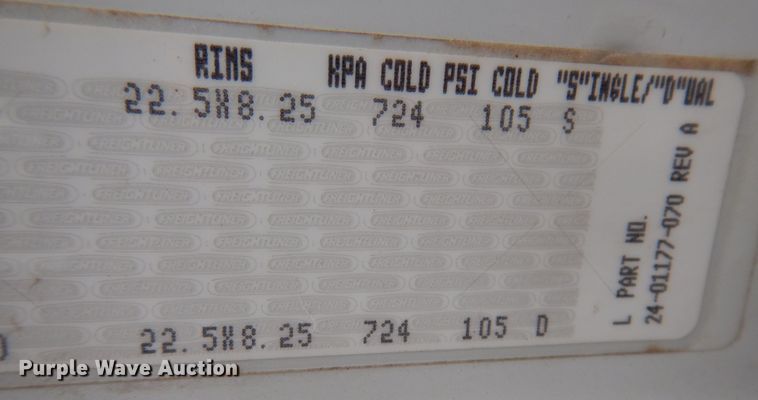 RIMS KPA COLD PSI COLD "S"INGLE/"D"UAL
22.5X8.25 724 105 S
22.5X8.25 724 105 D
L PART NO.
24-01177-070 REV A
FREIGHTLINER
Purple Wave Auction®